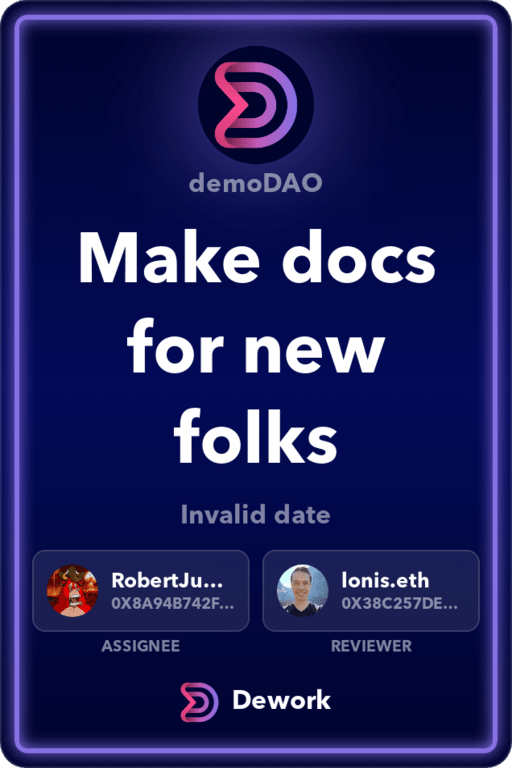 demoDAO
Make docs
for new
folks
Invalid date
RobertJu...
0X8A94B742F...
lonis.eth
0X38C257DE...
ASSIGNEE
REVIEWER
Dework